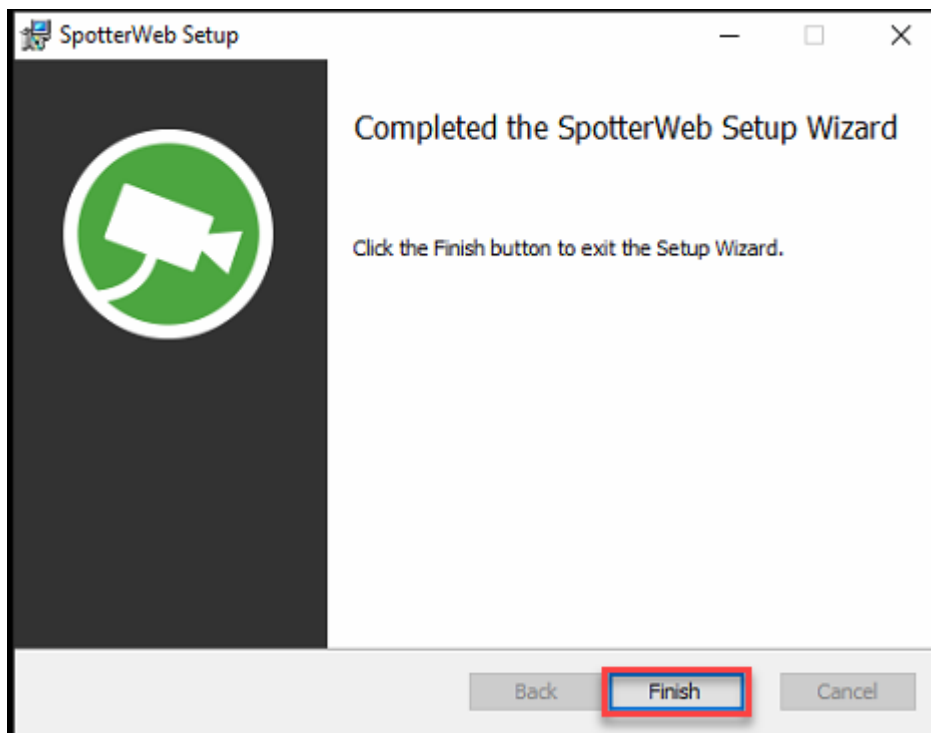 SpotterWeb Setup
Completed the SpotterWeb Setup Wizard
Click the Finish button to exit the Setup Wizard.
Back Finish Cancel